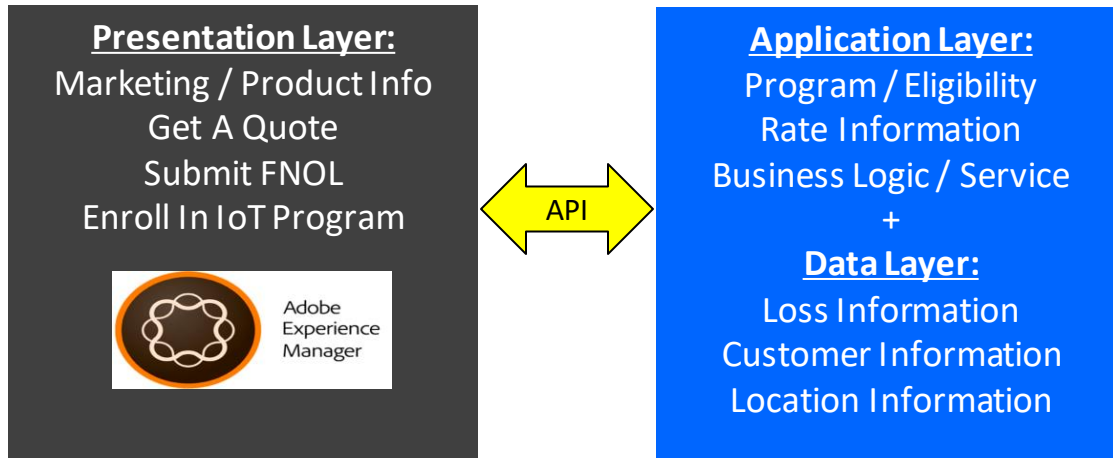 Presentation Layer:
Marketing / Product Info
Get A Quote
Submit FNOL
Enroll In IoT Program
Adobe
Experience
Manager
API
Application Layer:
Program / Eligibility
Rate Information
Business Logic / Service
+
Data Layer:
Loss Information
Customer Information
Location Information